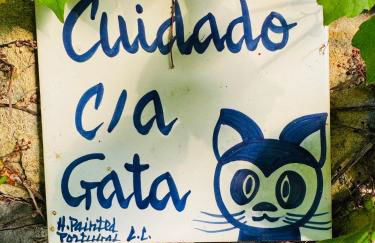 Cuidado
c/a
Gata
H. Painted
Portugal L.L.